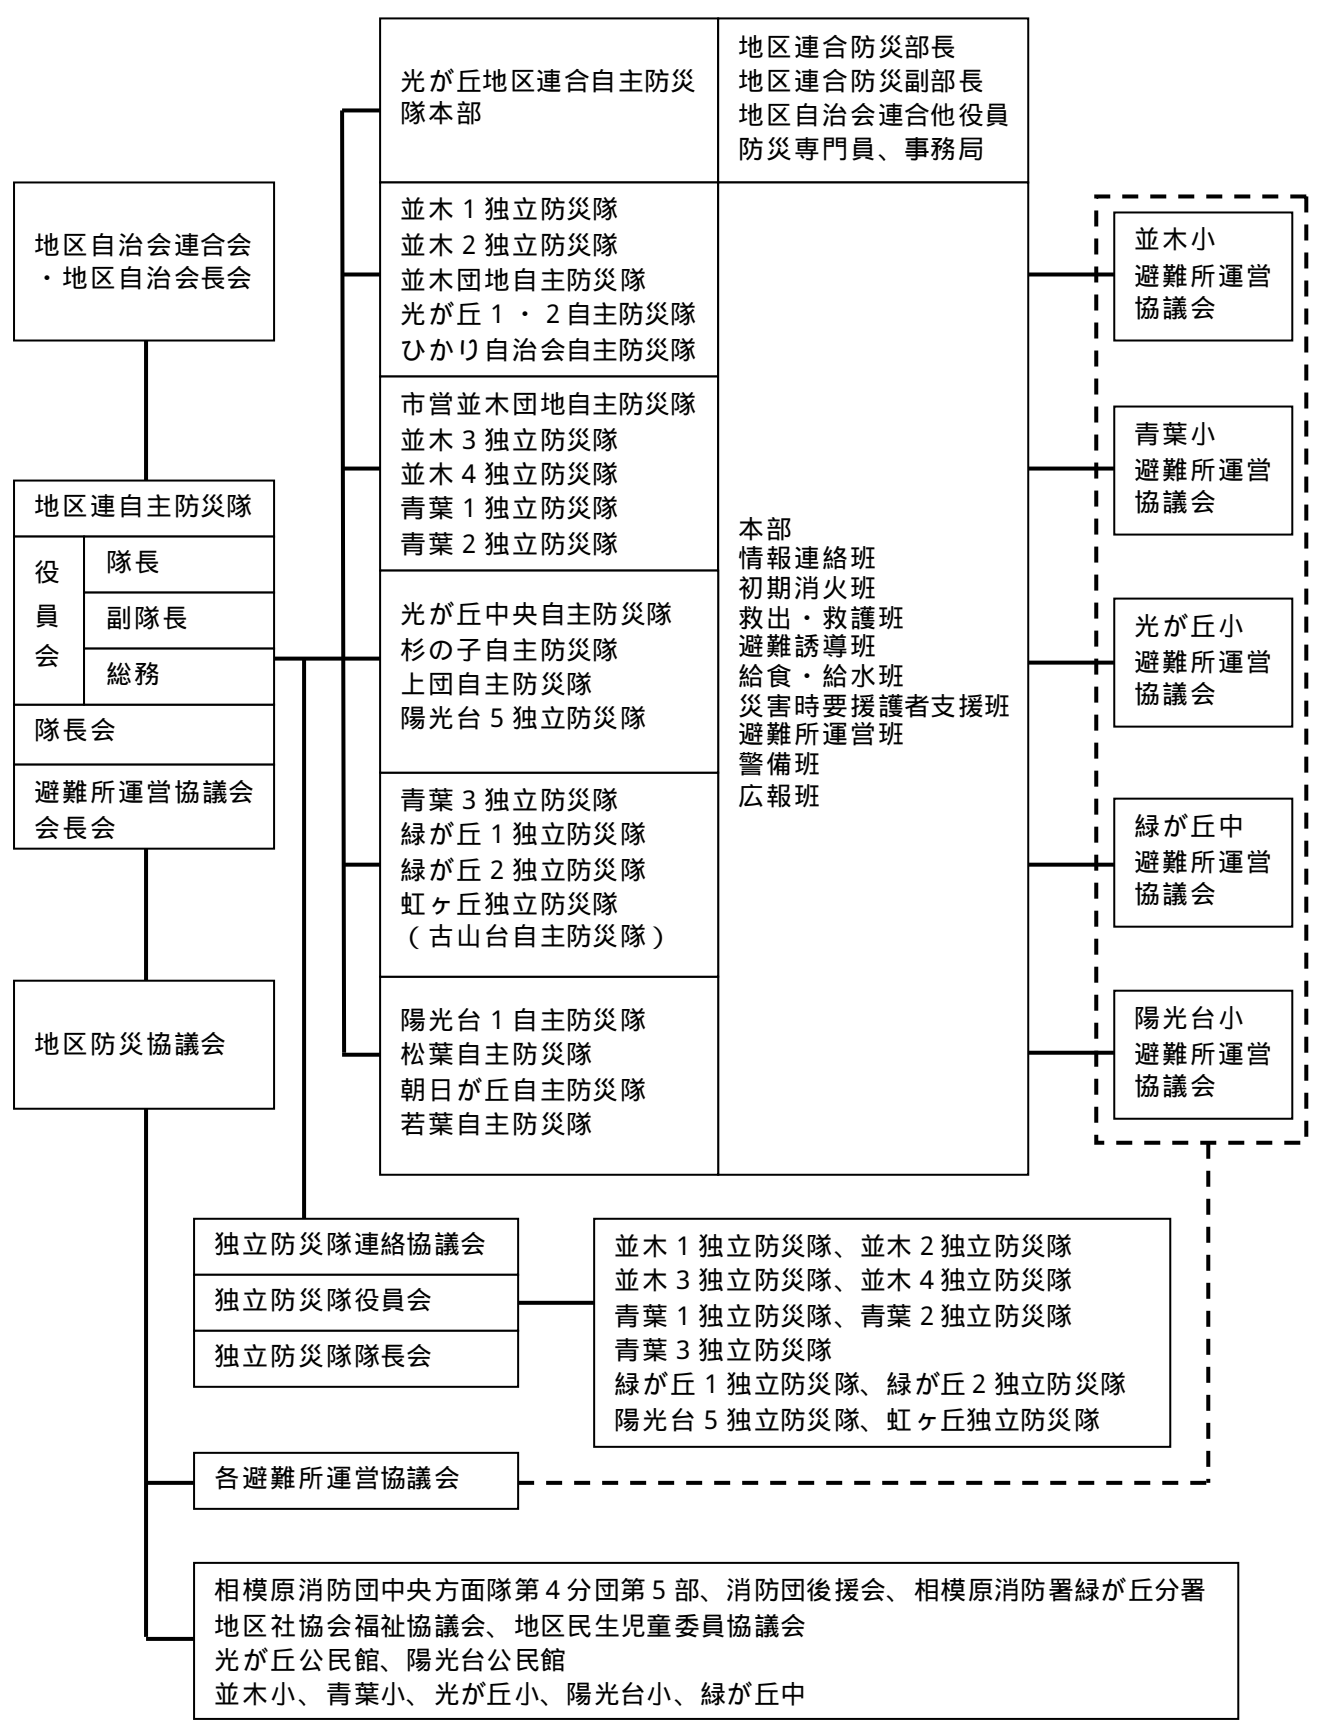 光が丘地区連合自主防災
隊本部
地区連合防災部長
地区連合防災副部長
地区自治会連合他役員
防災専門員、事務局
地区自治会連合会
・地区自治会長会
地区連自主防災隊
役
員
会
隊長
副隊長
総務
隊長会
避難所運営協議会
会長会
地区防災協議会
並木1独立防災隊
並木2独立防災隊
並木団地自主防災隊
光が丘1・2自主防災隊
ひかり自治会自主防災隊
市営並木団地自主防災隊
並木3独立防災隊
並木4独立防災隊
青葉1独立防災隊
青葉2独立防災隊
光が丘中央自主防災隊
杉の子自主防災隊
上団自主防災隊
陽光台5独立防災隊
青葉3独立防災隊
緑が丘1独立防災隊
緑が丘2独立防災隊
虹ヶ丘独立防災隊
(古山台自主防災隊)
陽光台1自主防災隊
松葉自主防災隊
朝日が丘自主防災隊
若葉自主防災隊
本部
情報連絡班
初期消火班
救出・救護班
避難誘導班
給食・給水班
災害時要援護者支援班
避難所運営班
警備班
広報班
並木小
避難所運営
協議会
青葉小
避難所運営
協議会
光が丘小
避難所運営
協議会
緑が丘中
避難所運営
協議会
陽光台小
避難所運営
協議会
独立防災隊連絡協議会
独立防災隊役員会
独立防災隊隊長会
並木1独立防災隊、並木2独立防災隊
並木3独立防災隊、並木4独立防災隊
青葉1独立防災隊、青葉2独立防災隊
青葉3独立防災隊
緑が丘1独立防災隊、緑が丘2独立防災隊
陽光台5独立防災隊、虹ヶ丘独立防災隊
各避難所運営協議会
相模原消防団中央方面隊第4分団第5部、消防団後援会、相模原消防署緑が丘分署
地区社協会福祉協議会、地区民生児童委員協議会
光が丘公民館、陽光台公民館
並木小、青葉小、光が丘小、陽光台小、緑が丘中